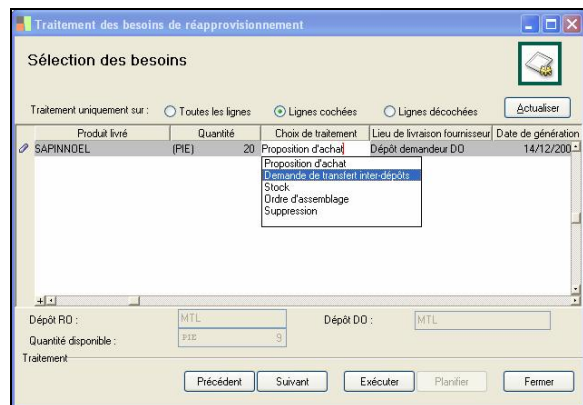 Traitement des besoins de réapprovisionnement
Sélection des besoins
Traitement uniquement sur : Toutes les lignes Lignes cochées Lignes décochées Actualiser
Produit livré Quantité Choix de traitement Lieu de livraison fournisseur Date de génération
SAPINNOEL (PIE) 20 Proposition d'achat Dépôt demandeur DO 14/12/200
Proposition d'achat
Demande de transfert inter-dépôts
Stock
Ordre d'assemblage
Suppression
Dépôt RO : MTL Dépôt DO : MTL
Quantité disponible : PIE 9
Traitement
Précédent Suivant Exécuter Planifier Fermer